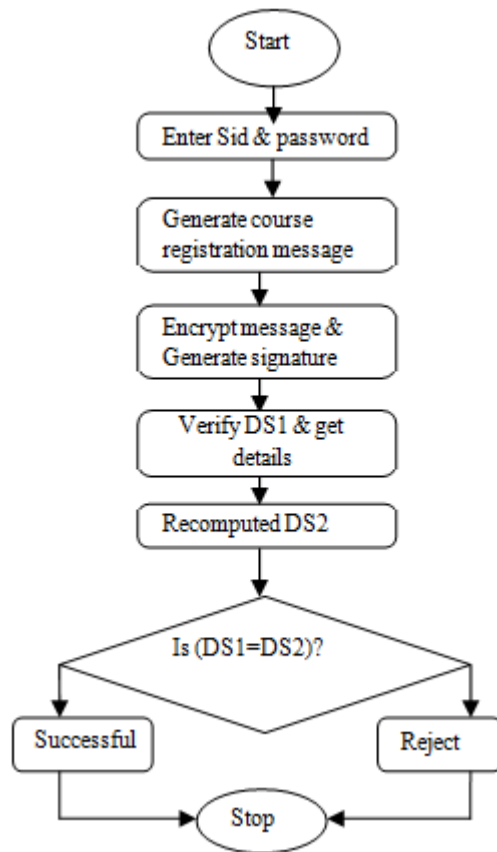 Start
Enter Sid & password
Generate course
registration message
Encrypt message &
Generate signature
Verify DS1 & get
details
Recomputed DS2
Is (DS1=DS2)?
Successful
Reject
Stop